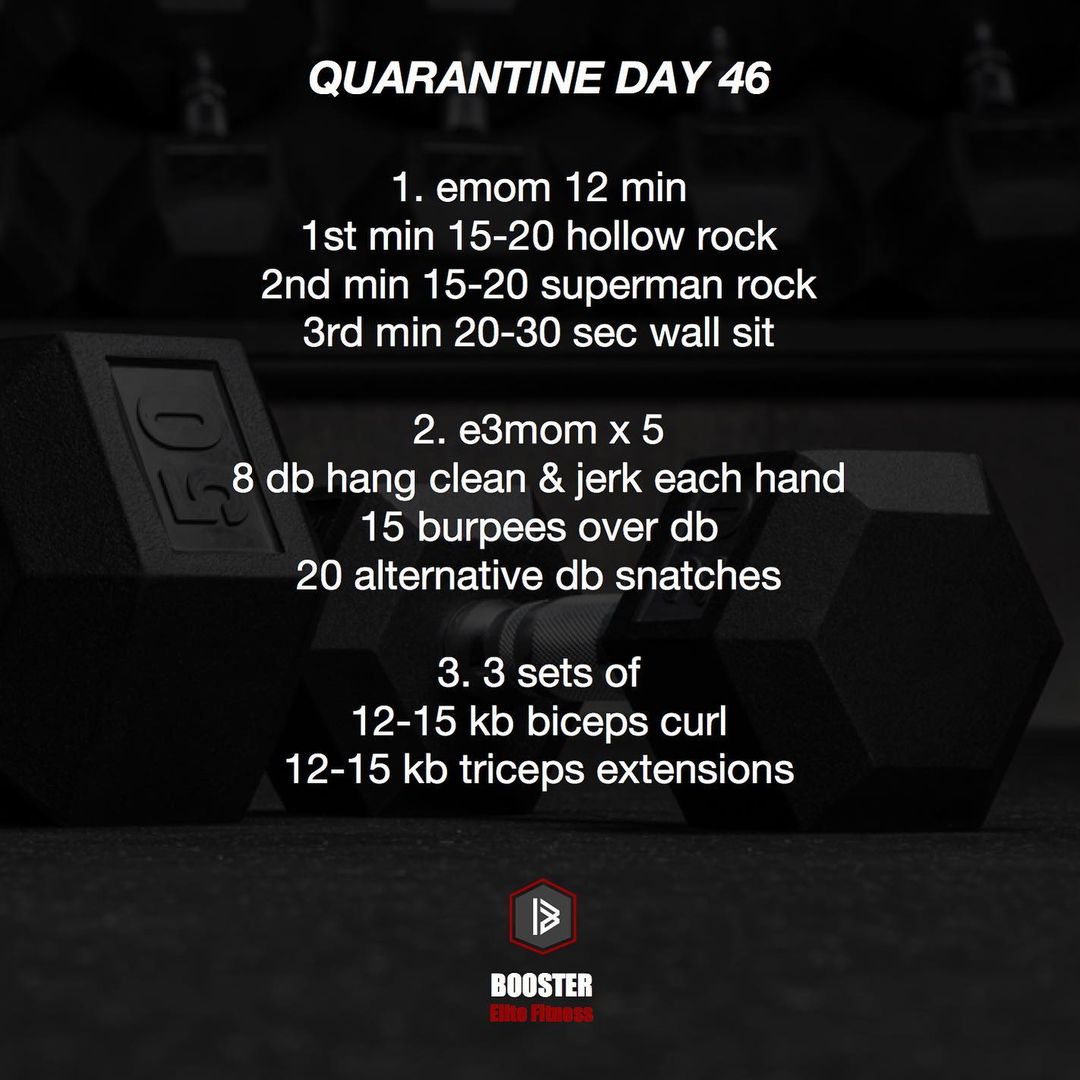 QUARANTINE DAY 46
1. emom 12 min
1st min 15-20 hollow rock
2nd min 15-20 superman rock
3rd min 20-30 sec wall sit
2. e3mom x 5
8 db hang clean & jerk each hand
15 burpees over db
20 alternative db snatches
3. 3 sets of
12-15 kb biceps curl
12-15 kb triceps extensions
50
BOOSTER
Elite Fitness